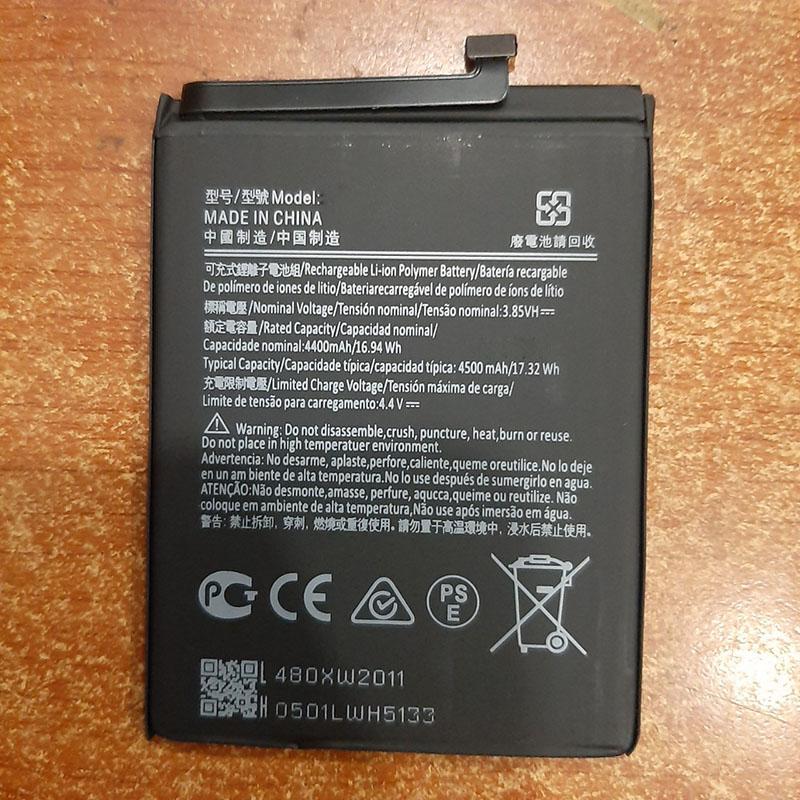 型号/型號 Model:
MADE IN CHINA
中國制造/中国制造
廢電池請回收
可充式鋰離子電池組/Rechargeable Li-ion Polymer Battery/Batería recargable
De polímero de iones de litio/Bateriarecarregável de polímero de íons de lítio
標稱電壓/Nominal Voltage/Tensión nominal/Tensão nominal:3.85VH⎓
額定電容量/Rated Capacity/Capacidad nominal/
Capacidade nominal:4400mAh/16.94 Wh
Typical Capacity/Capacidade típica/capacidad típica: 4500 mAh/17.32 Wh
充電限制電壓/Limited Charge Voltage/Tensión máxima de carga/
Limite de tensão para carregamento:4.4 V ⎓
Warning: Do not disassemble,crush, puncture, heat,burn or reuse.
Do not place in high temperatuer environment.
Advertencia: No desarme, aplaste,perfore,caliente,queme oreutilice.No lo deje
en un am biente de alta temperatura.No lo use después de sumergirlo en agua.
ATENÇÃO:Não desmonte,amasse, perfure, aqucca,queime ou reutilize. Não
coloque em ambiente de alta temperatura,Não use após imersão em água.
警告: 禁止拆卸, 穿刺, 燃燒或重復使用。請勿置于高温環境中, 浸水后禁止使用。
PCT CE PS E
L 480XW2011
H 0501LWH5133